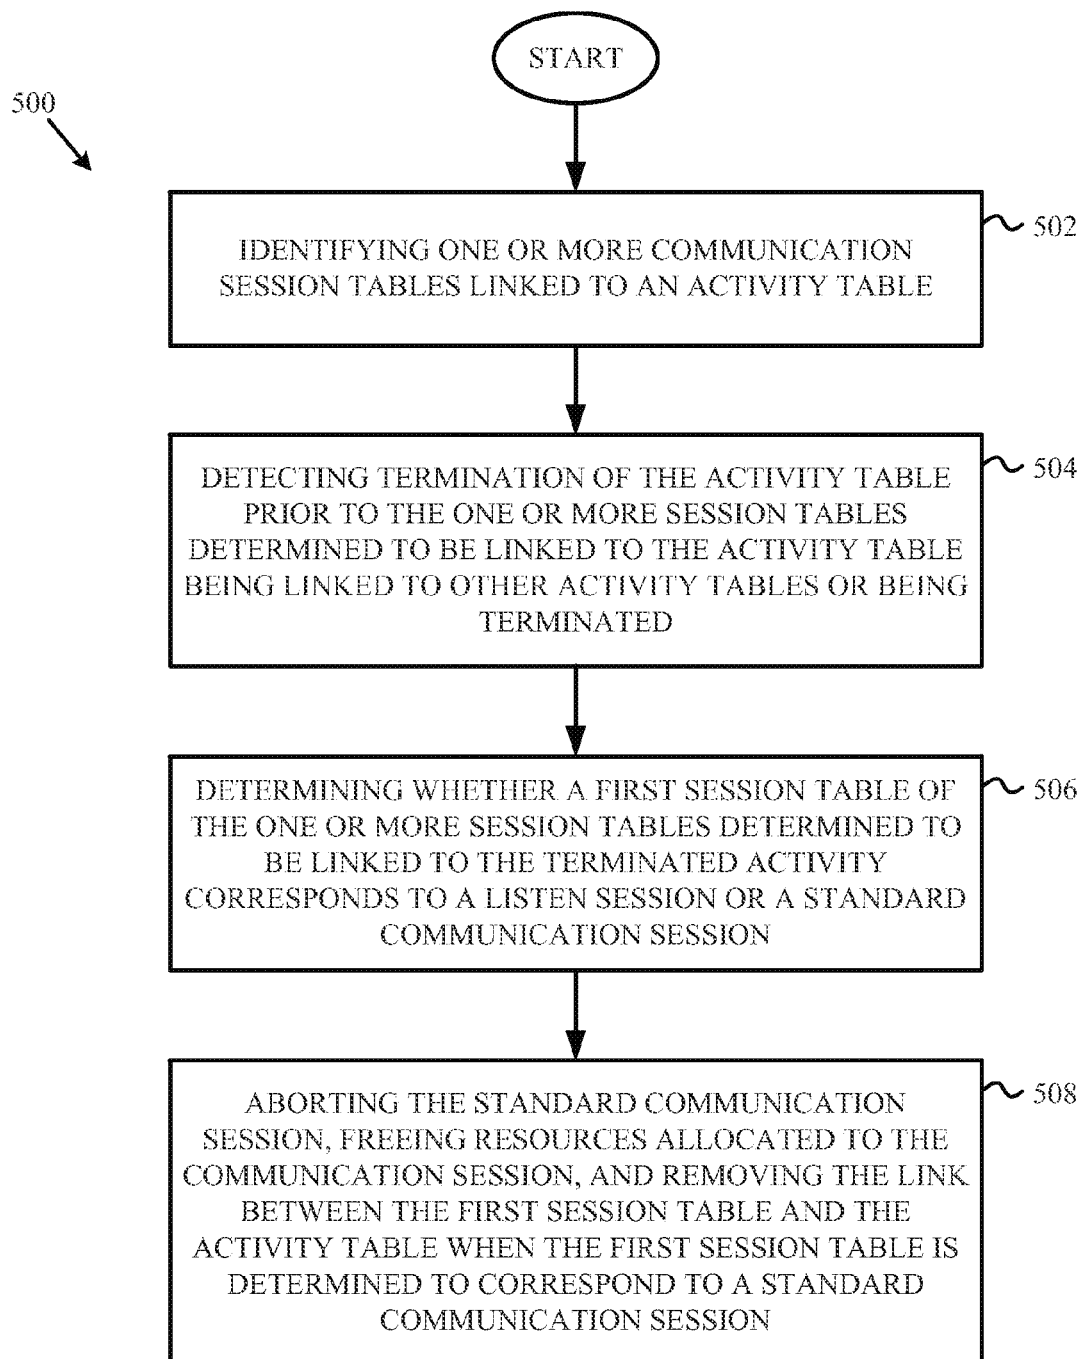 START
500
502
IDENTIFYING ONE OR MORE COMMUNICATION
SESSION TABLES LINKED TO AN ACTIVITY TABLE
504
DETECTING TERMINATION OF THE ACTIVITY TABLE
PRIOR TO THE ONE OR MORE SESSION TABLES
DETERMINED TO BE LINKED TO THE ACTIVITY TABLE
BEING LINKED TO OTHER ACTIVITY TABLES OR BEING
TERMINATED
506
DETERMINING WHETHER A FIRST SESSION TABLE OF
THE ONE OR MORE SESSION TABLES DETERMINED TO
BE LINKED TO THE TERMINATED ACTIVITY
CORRESPONDS TO A LISTEN SESSION OR A STANDARD
COMMUNICATION SESSION
508
ABORTING THE STANDARD COMMUNICATION
SESSION, FREEING RESOURCES ALLOCATED TO THE
COMMUNICATION SESSION, AND REMOVING THE LINK
BETWEEN THE FIRST SESSION TABLE AND THE
ACTIVITY TABLE WHEN THE FIRST SESSION TABLE IS
DETERMINED TO CORRESPOND TO A STANDARD
COMMUNICATION SESSION